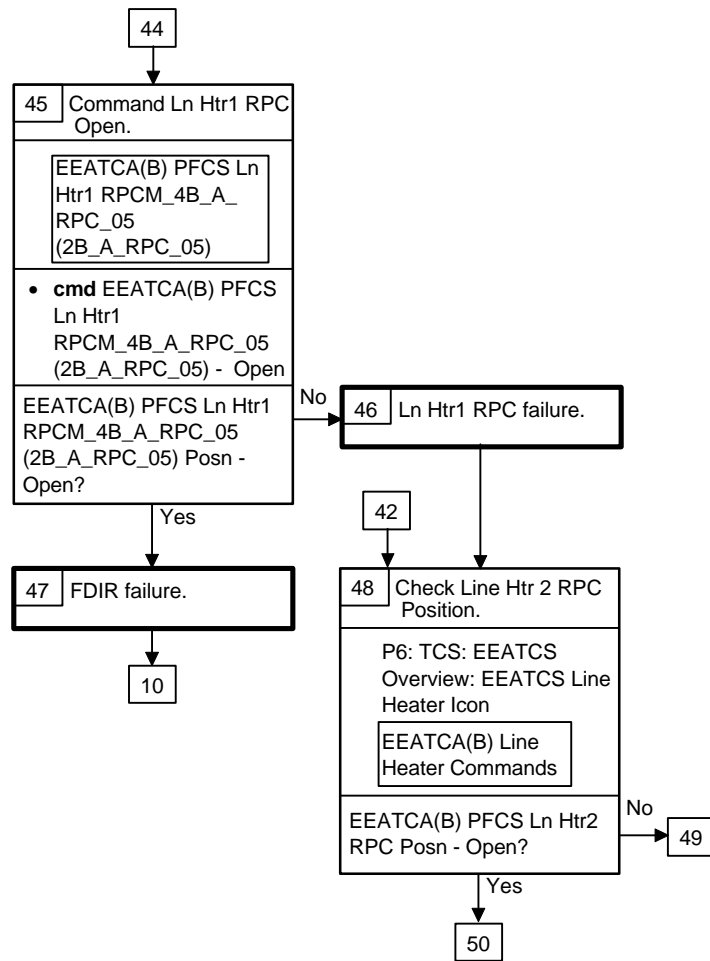 44
45 Command Ln Htr1 RPC
Open.
EEATCA(B) PFCS Ln
Htr1 RPCM_4B_A_
RPC_05
(2B_A_RPC_05)
• cmd EEATCA(B) PFCS
Ln Htr1
RPCM_4B_A_RPC_05
(2B_A_RPC_05) - Open
EEATCA(B) PFCS Ln Htr1
RPCM_4B_A_RPC_05
(2B_A_RPC_05) Posn -
Open?
No
46 Ln Htr1 RPC failure.
Yes
47 FDIR failure.
10
42
48 Check Line Htr 2 RPC
Position.
P6: TCS: EEATCS
Overview: EEATCS Line
Heater Icon
EEATCA(B) Line
Heater Commands
EEATCA(B) PFCS Ln Htr2
RPC Posn - Open?
No
49
Yes
50